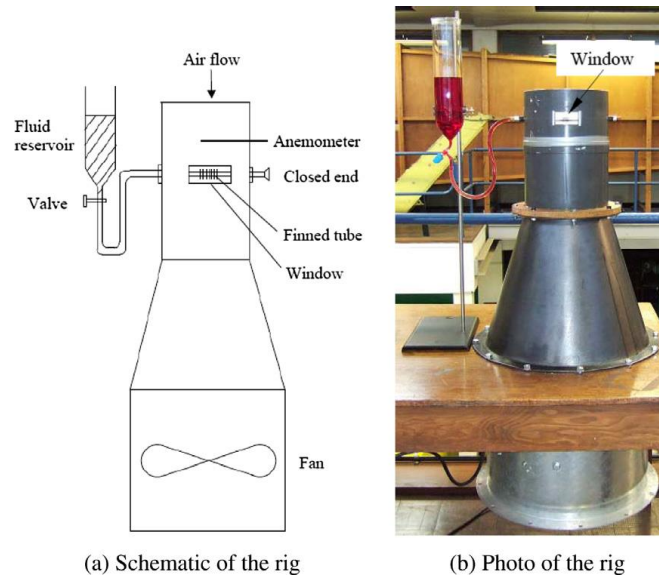 Air flow
Fluid
reservoir
Anemometer
Closed end
Valve
Finned tube
Window
Fan
(a) Schematic of the rig
Window
(b) Photo of the rig